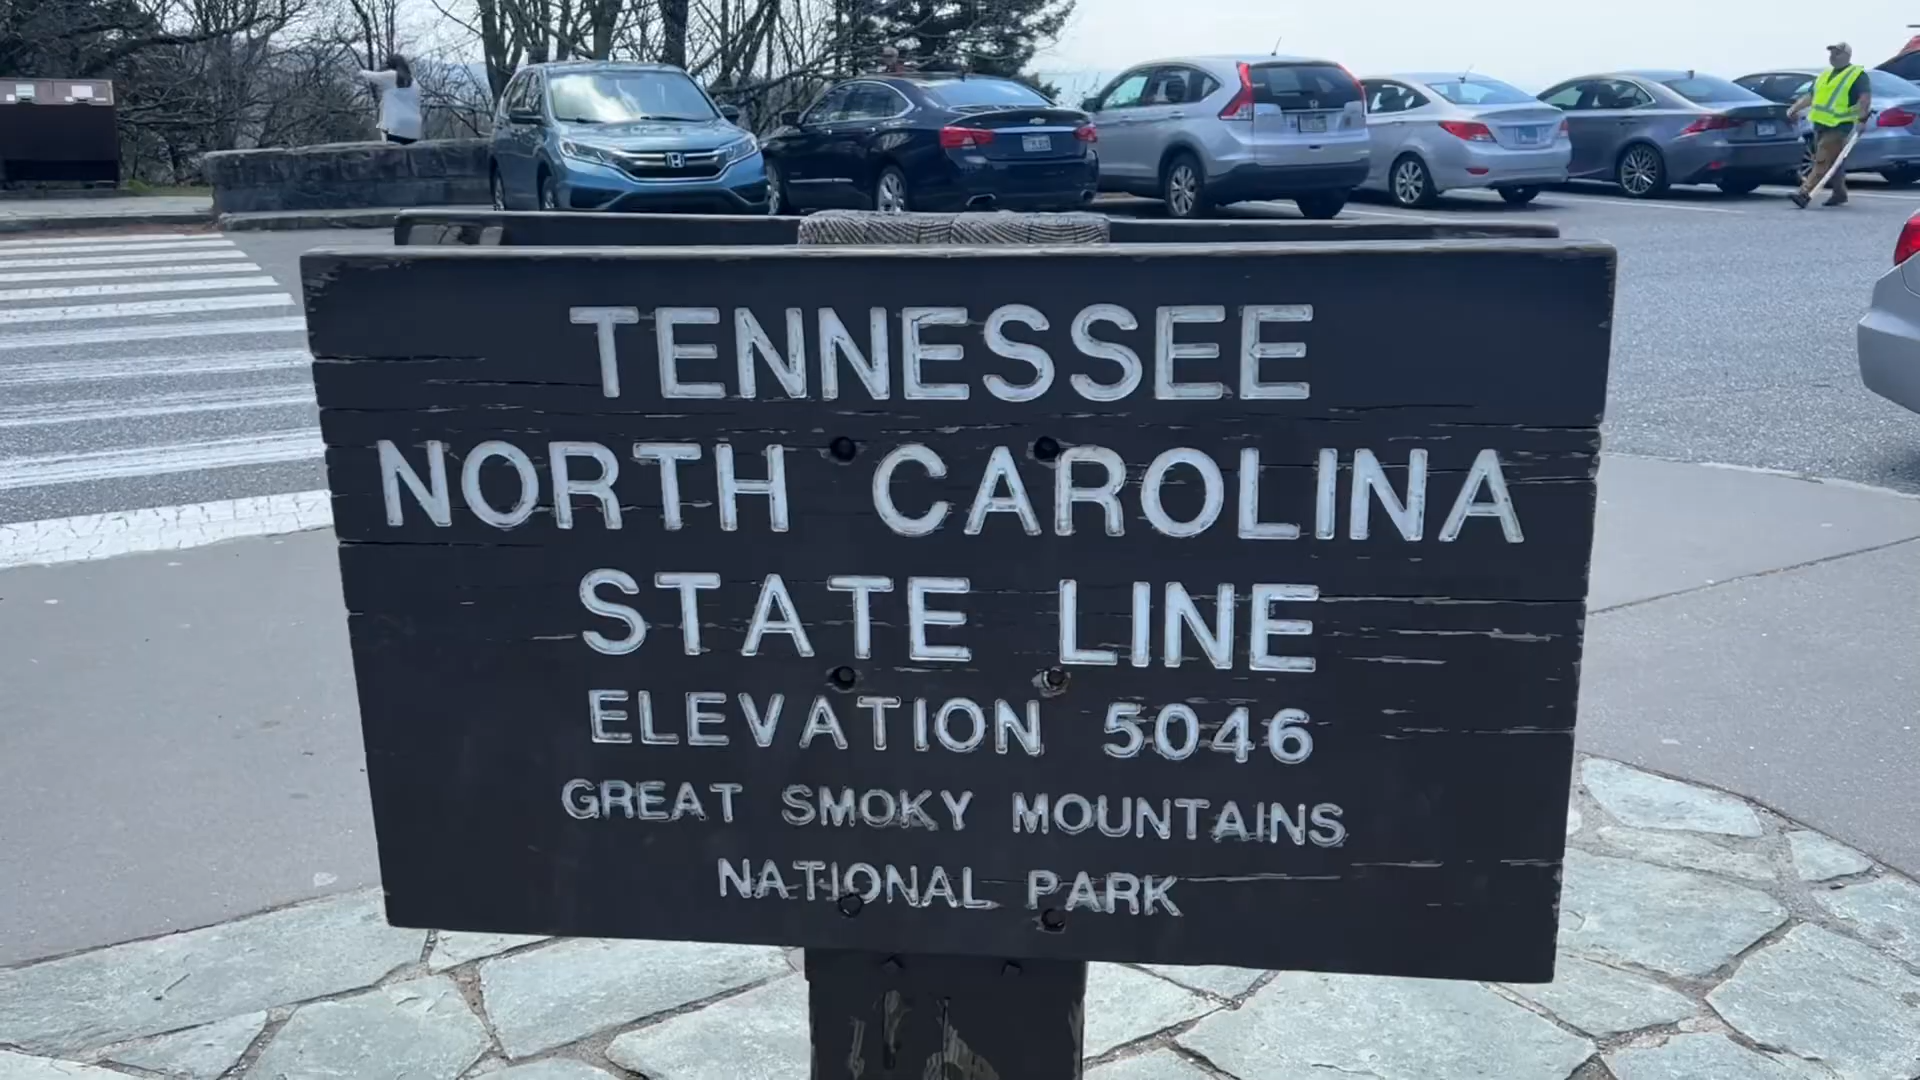 TENNESSEE
NORTH CAROLINA
STATE LINE
ELEVATION 5046
GREAT SMOKY MOUNTAINS
NATIONAL PARK